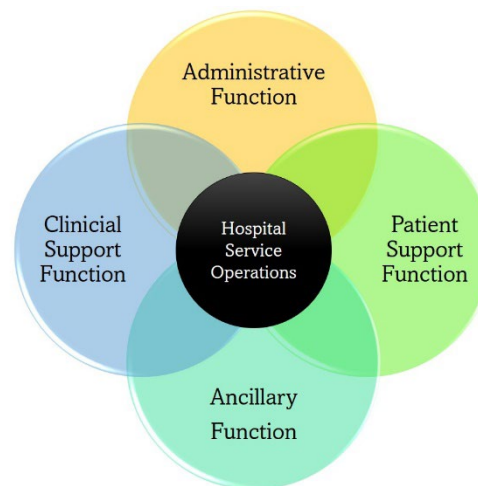 Administrative
Function
Clinicial
Support
Function
Hospital
Service
Operations
Patient
Support
Function
Ancillary
Function